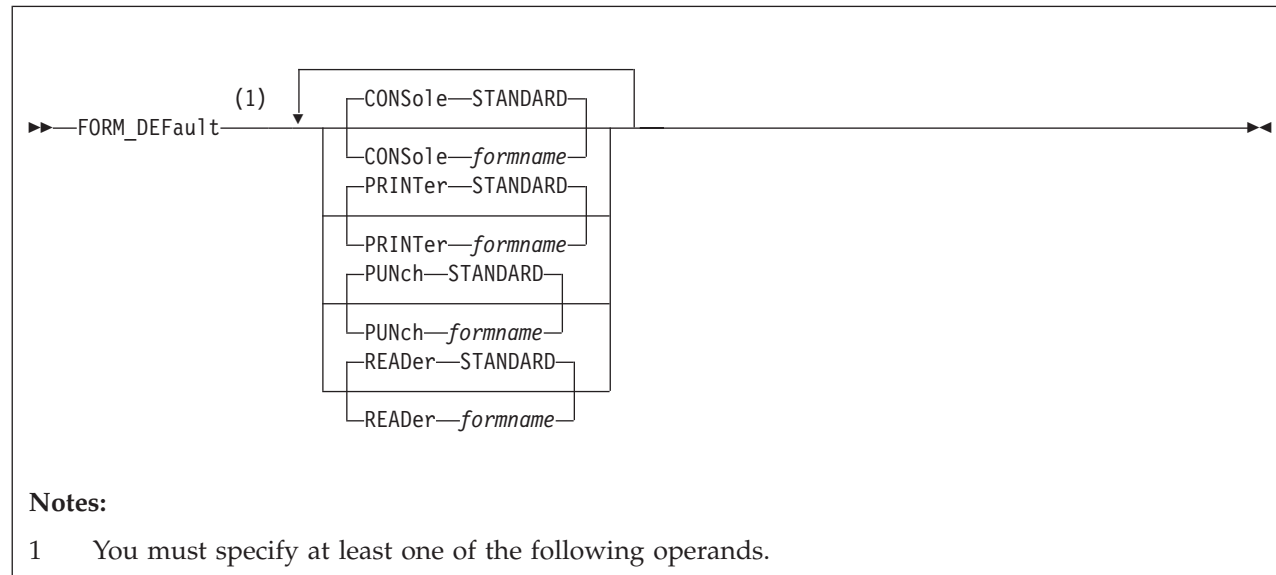 (1)
CONSole STANDARD
FORM_DEFault
CONSole formname
PRINTer STANDARD
PRINTer formname
PUNch STANDARD
PUNch formname
READer STANDARD
READer formname
Notes:
1 You must specify at least one of the following operands.